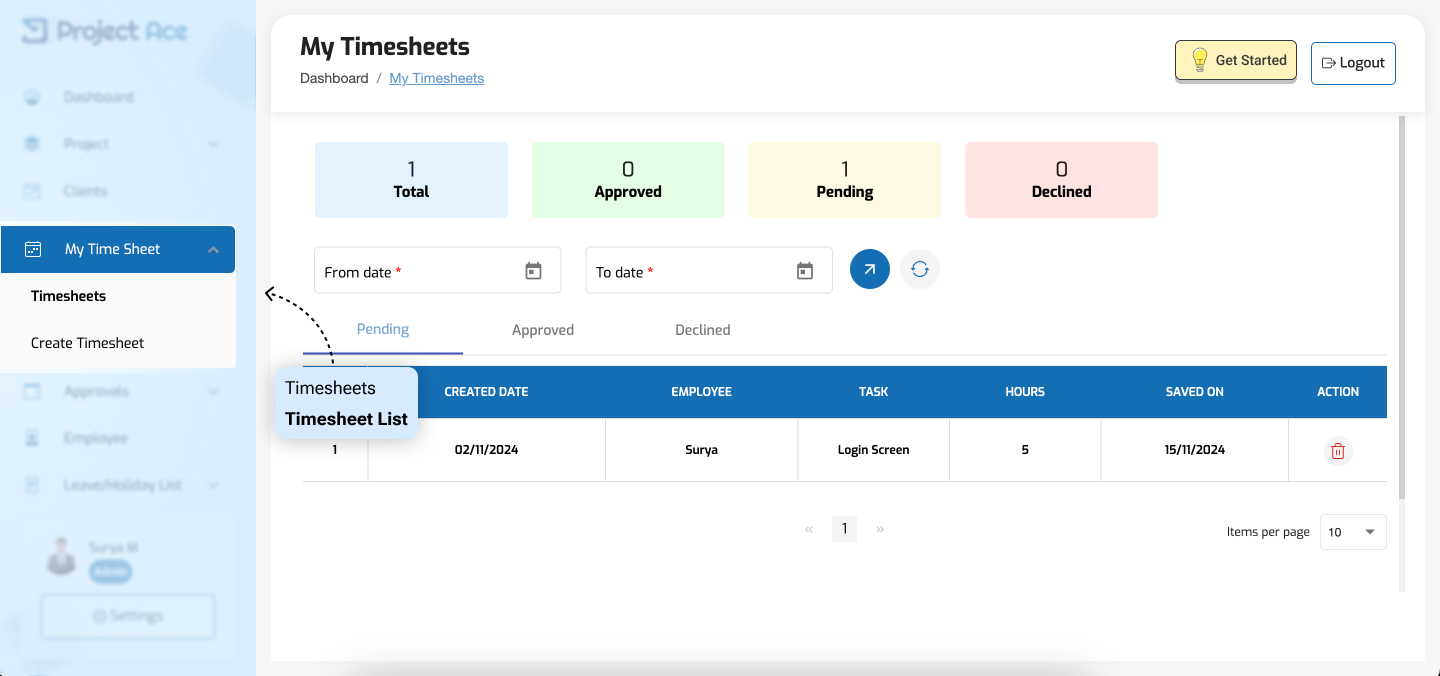 Project Ace
Dashboard
Project
Clients
My Time Sheet
Timesheets
Create Timesheet
Approvals
Employee
Leave/Holiday List
Surya M
Admin
Settings
My Timesheets
Dashboard / My Timesheets
Get Started
Logout
1
Total
0
Approved
1
Pending
0
Declined
From date *
To date *
Pending Approved Declined
Timesheets
Timesheet List
CREATED DATE EMPLOYEE TASK HOURS SAVED ON ACTION
1 02/11/2024 Surya Login Screen 5 15/11/2024
« 1 »
Items per page 10